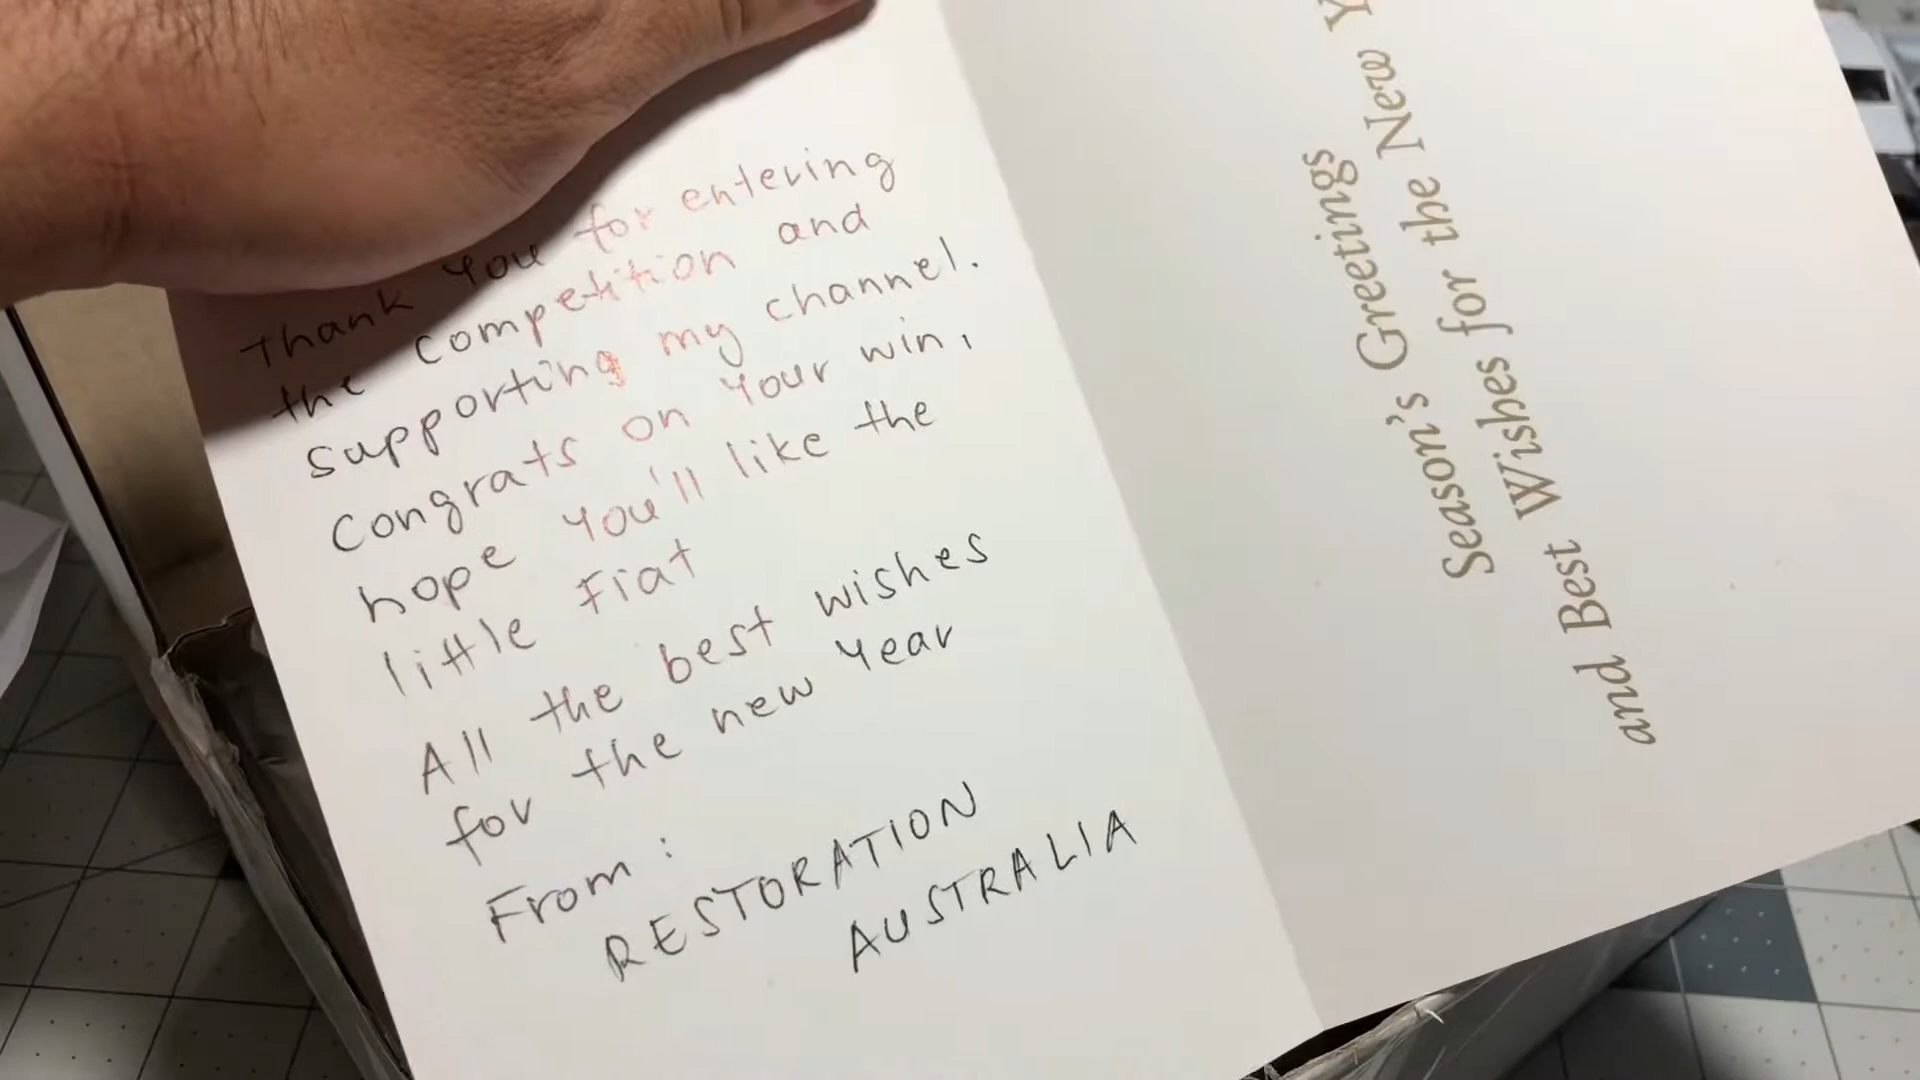 Thank you for entering
the competition and
supporting my channel.
Congrats on your win,
hope you'll like the
little Fiat
All the best wishes
for the new year
From:
RESTORATION
AUSTRALIA
Season's Greetings
and Best Wishes for the New